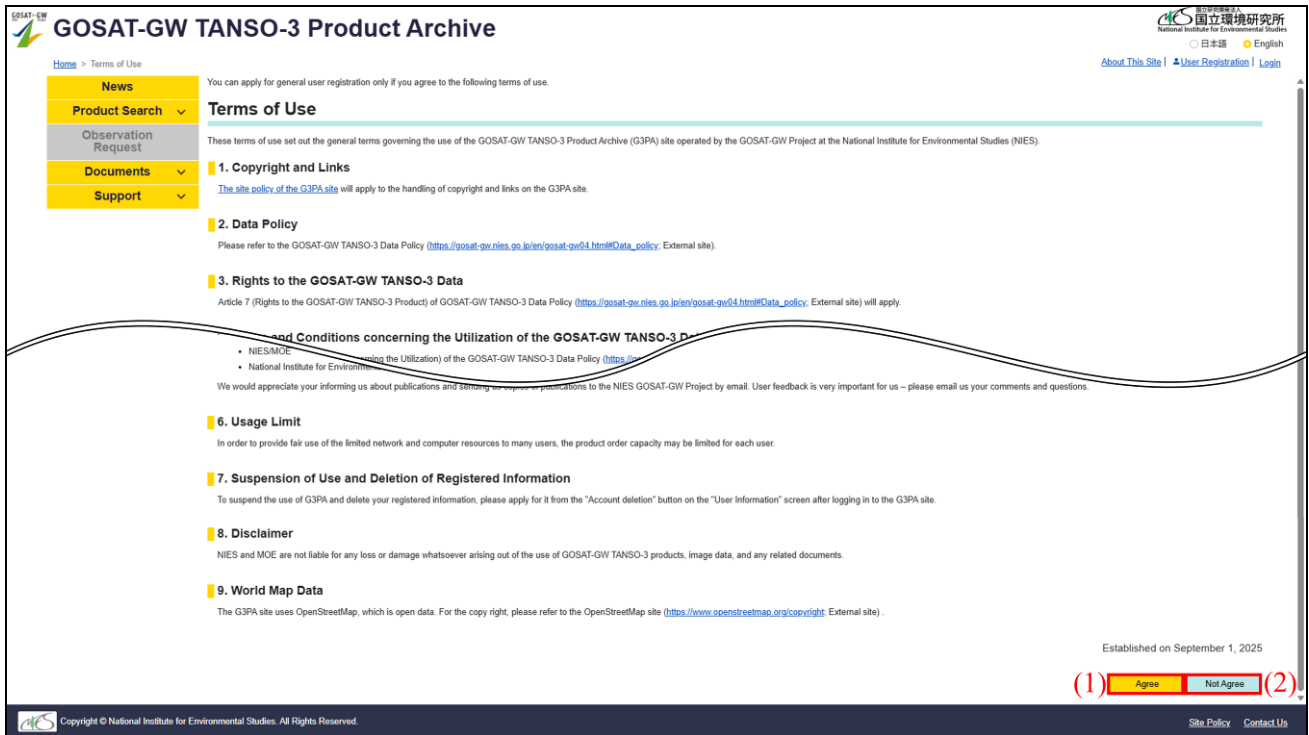 GOSAT-GW
GOSAT-GW TANSO-3 Product Archive
国立研究開発法人
国立環境研究所
National Institute for Environmental Studies
日本語 English
Home > Terms of Use
About This Site | User Registration | Login
News
Product Search
Observation
Request
Documents
Support
You can apply for general user registration only if you agree to the following terms of use.
Terms of Use
These terms of use set out the general terms governing the use of the GOSAT-GW TANSO-3 Product Archive (G3PA) site operated by the GOSAT-GW Project at the National Institute for Environmental Studies (NIES).
1. Copyright and Links
The site policy of the G3PA site will apply to the handling of copyright and links on the G3PA site.
2. Data Policy
Please refer to the GOSAT-GW TANSO-3 Data Policy (https://gosat-gw.nies.go.jp/en/gosat-gw04.html#Data_policy; External site).
3. Rights to the GOSAT-GW TANSO-3 Data
Article 7 (Rights to the GOSAT-GW TANSO-3 Product) of GOSAT-GW TANSO-3 Data Policy (https://gosat-gw.nies.go.jp/en/gosat-gw04.html#Data_policy; External site) will apply.
and Conditions concerning the Utilization of the GOSAT-GW TANSO-3
NIES/MOE
the Utilization) of the GOSAT-GW TANSO-3 Data Policy (https:
National Institute for
We would appreciate your informing us about publications and sending us copies of publications to the NIES GOSAT-GW Project by email. User feedback is very important for us – please email us your comments and questions.
6. Usage Limit
In order to provide fair use of the limited network and computer resources to many users, the product order capacity may be limited for each user.
7. Suspension of Use and Deletion of Registered Information
To suspend the use of G3PA and delete your registered information, please apply for it from the "Account deletion" button on the "User Information" screen after logging in to the G3PA site.
8. Disclaimer
NIES and MOE are not liable for any loss or damage whatsoever arising out of the use of GOSAT-GW TANSO-3 products, image data, and any related documents.
9. World Map Data
The G3PA site uses OpenStreetMap, which is open data. For the copy right, please refer to the OpenStreetMap site (https://www.openstreetmap.org/copyright; External site) .
Established on September 1, 2025
(1) Agree Not Agree (2)
Copyright © National Institute for Environmental Studies. All Rights Reserved.
Site Policy Contact Us